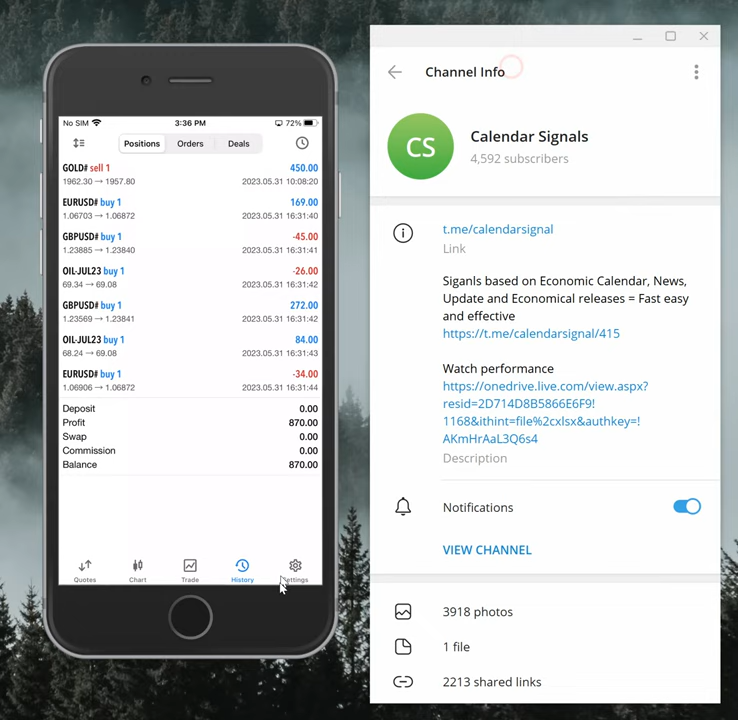 No SIM 3:36 PM 72%
Positions Orders Deals
GOLD# sell 1 450.00
1962.30 → 1957.80 2023.05.31 10:08:20
EURUSD# buy 1 169.00
1.06703 → 1.06872 2023.05.31 16:31:40
GBPUSD# buy 1 -45.00
1.23885 → 1.23840 2023.05.31 16:31:41
OIL-JUL23 buy 1 -26.00
69.34 → 69.08 2023.05.31 16:31:42
GBPUSD# buy 1 272.00
1.23569 → 1.23841 2023.05.31 16:31:42
OIL-JUL23 buy 1 84.00
68.24 → 69.08 2023.05.31 16:31:43
EURUSD# buy 1 -34.00
1.06906 → 1.06872 2023.05.31 16:31:44
Deposit 0.00
Profit 870.00
Swap 0.00
Commission 0.00
Balance 870.00
Quotes Chart Trade History Settings
Channel Info
CS
Calendar Signals
4,592 subscribers
t.me/calendarsignal
Link
Siganls based on Economic Calendar, News,
Update and Economical releases = Fast easy
and effective
https://t.me/calendarsignal/415
Watch performance
https://onedrive.live.com/view.aspx?
resid=2D714D8B5866E6F9!
1168&ithint=file%2cxlsx&authkey=!
AKmHrAaL3Q6s4
Description
Notifications
VIEW CHANNEL
3918 photos
1 file
2213 shared links